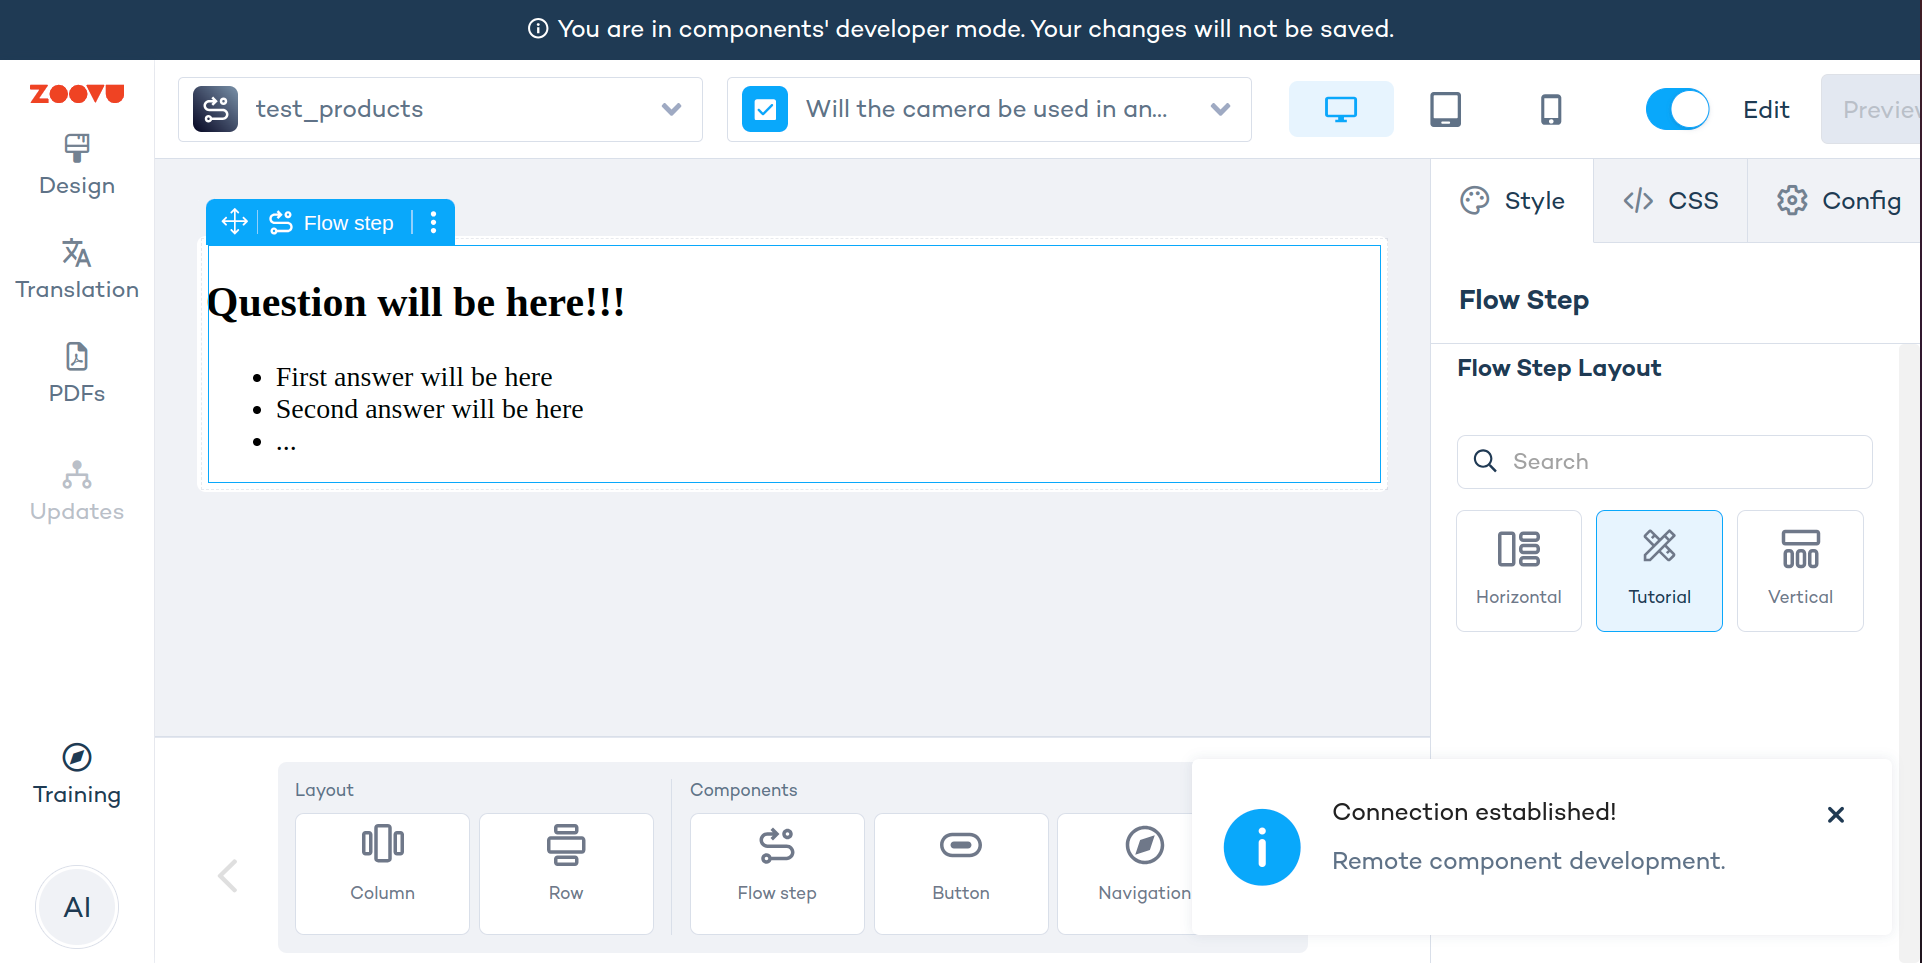 You are in components' developer mode. Your changes will not be saved.
zoovu
test_products
Will the camera be used in an...
Edit
Preview
Design
Translation
PDFs
Updates
Training
AI
Flow step
Question will be here!!!
• First answer will be here
• Second answer will be here
• ...
Style
CSS
Config
Flow Step
Flow Step Layout
Search
Horizontal
Tutorial
Vertical
Layout
Column
Row
Components
Flow step
Button
Navigation
Connection established!
Remote component development.